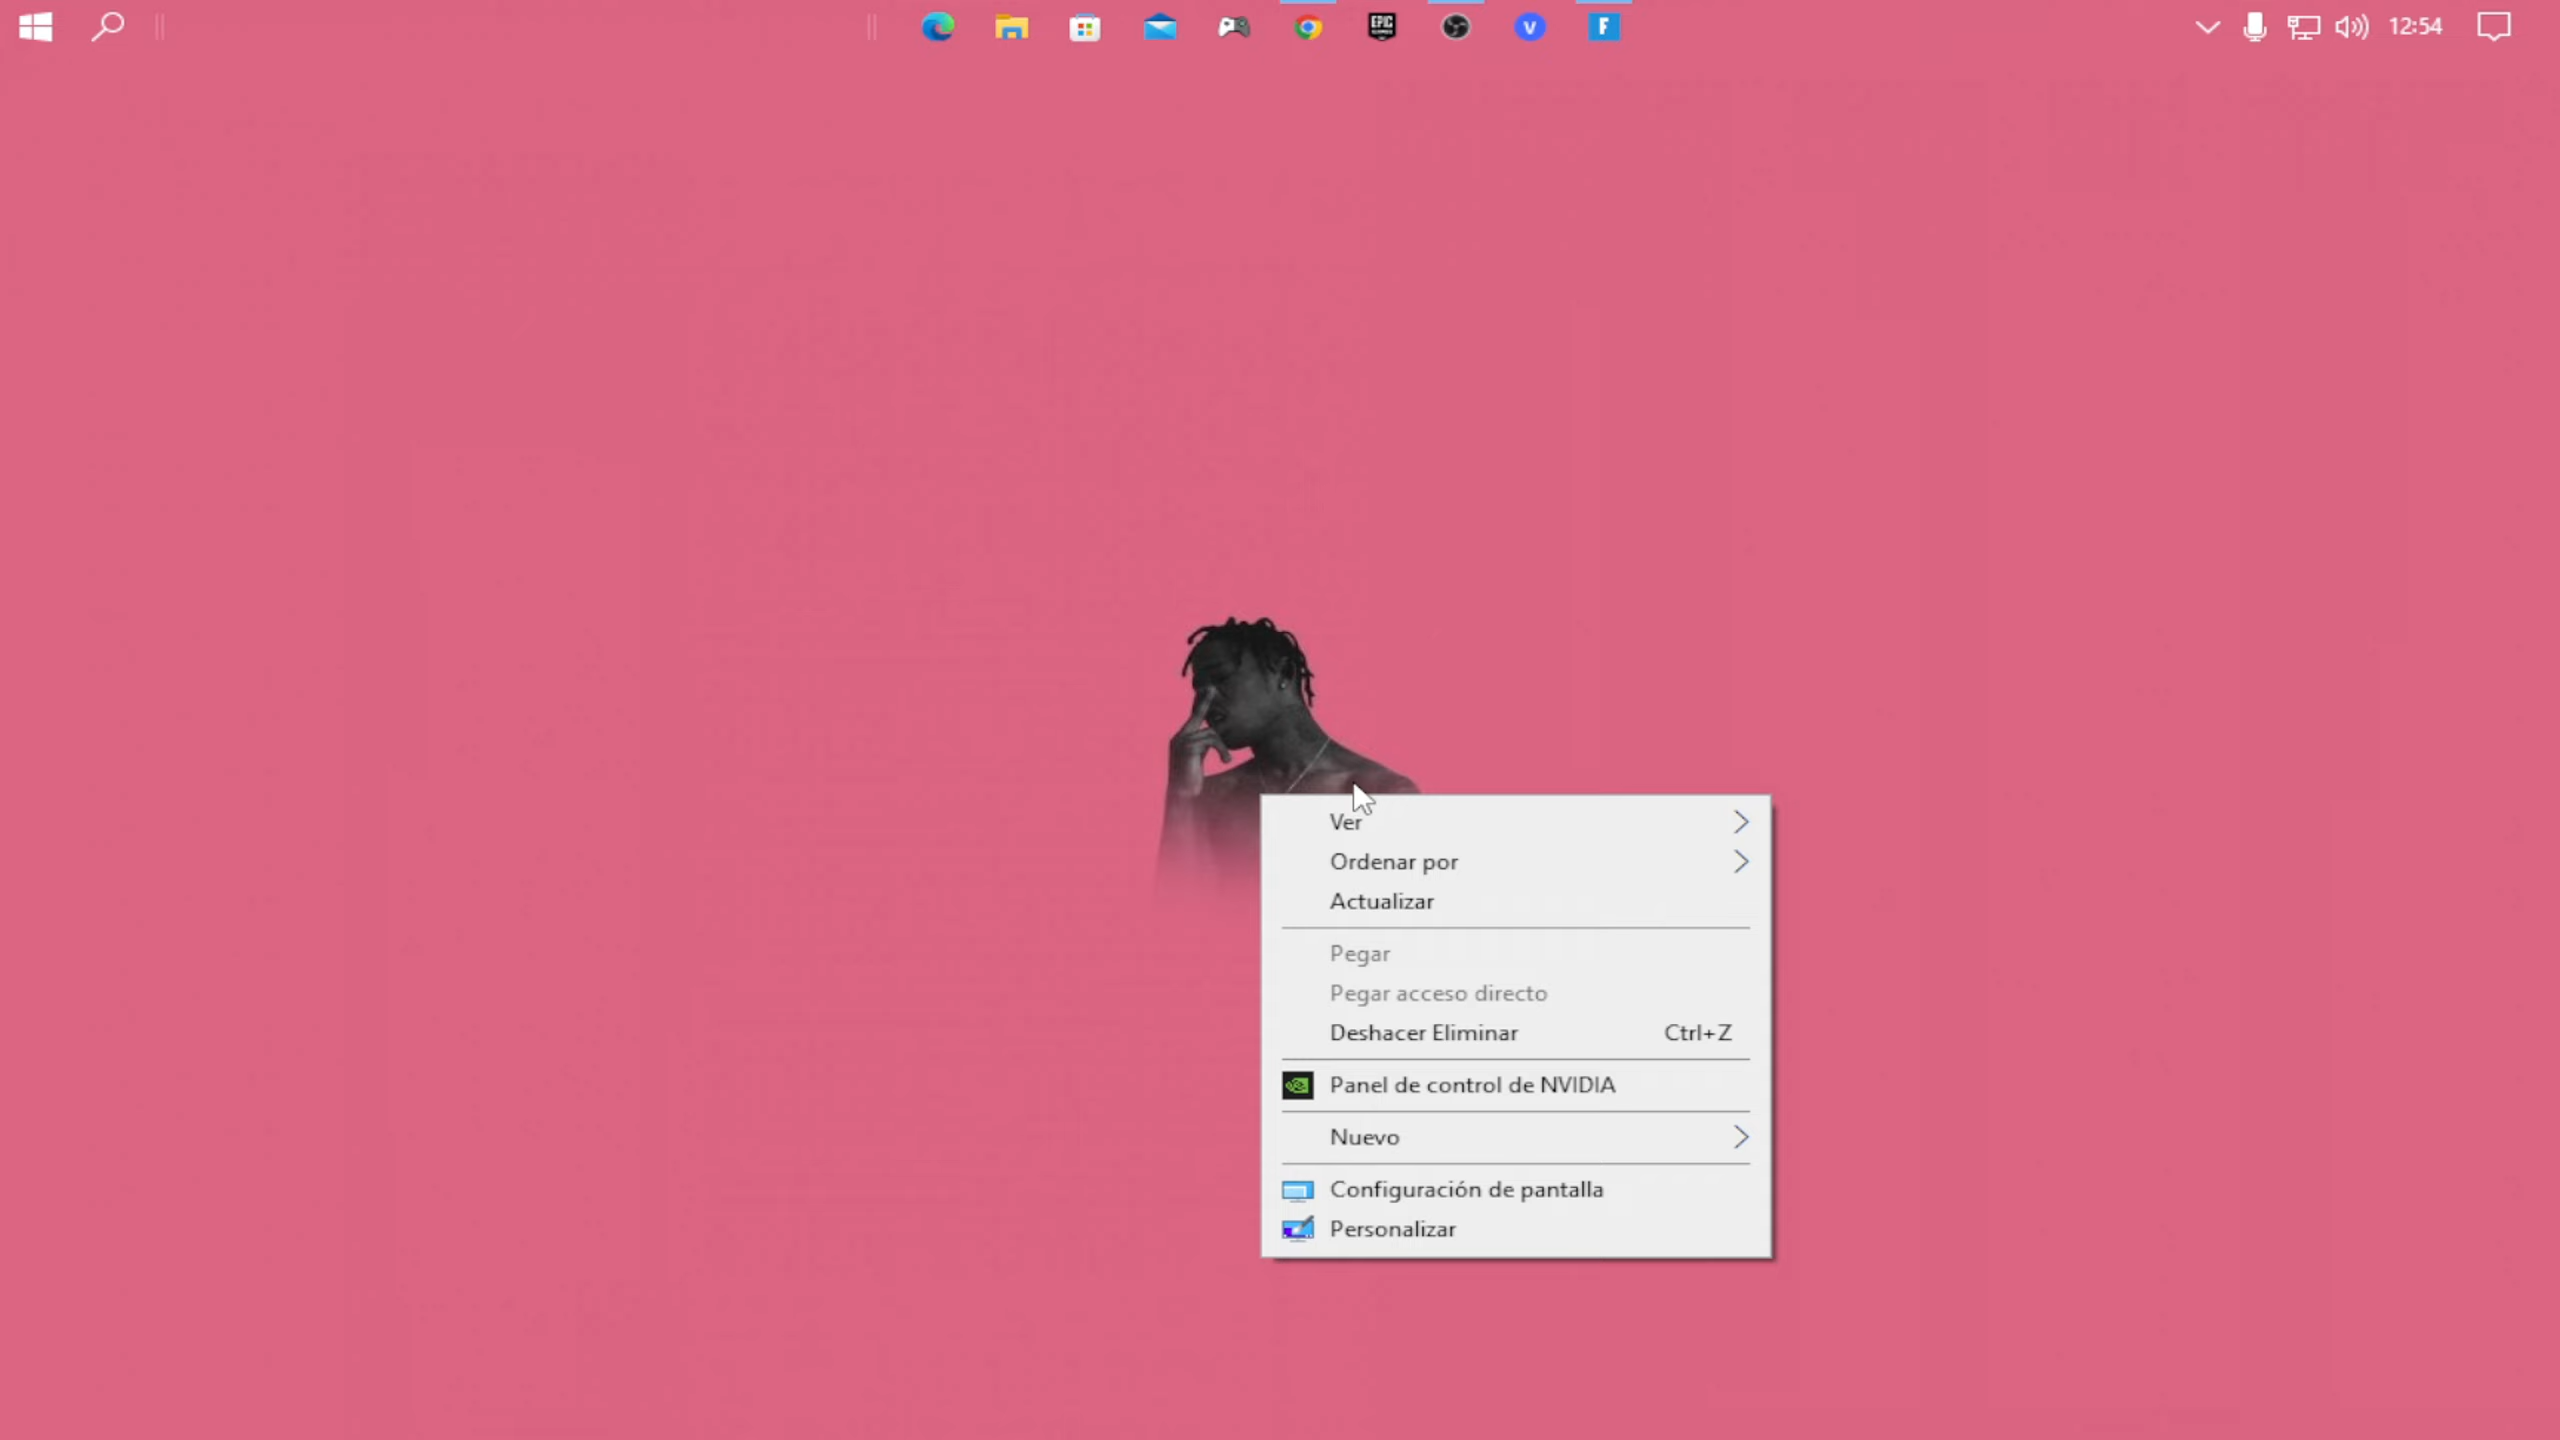 EPIC
V
F
12:54
Ver
Ordenar por
Actualizar
Pegar
Pegar acceso directo
Deshacer Eliminar Ctrl+Z
Panel de control de NVIDIA
Nuevo
Configuración de pantalla
Personalizar